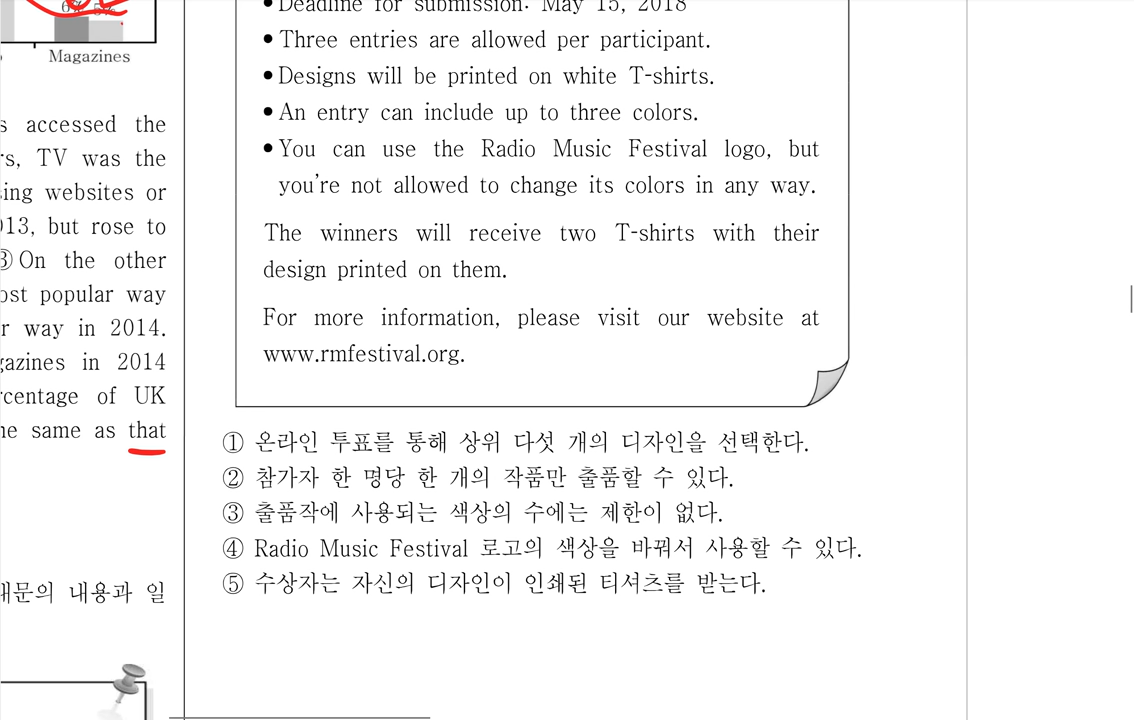 Magazines
s accessed the
rs, TV was the
sing websites or
013, but rose to
③ On the other
ost popular way
r way in 2014.
gazines in 2014
rcentage of UK
he same as that
대문의 내용과 일
• Deadline for submission: May 15, 2018
• Three entries are allowed per participant.
• Designs will be printed on white T-shirts.
• An entry can include up to three colors.
• You can use the Radio Music Festival logo, but
you're not allowed to change its colors in any way.
The winners will receive two T-shirts with their
design printed on them.
For more information, please visit our website at
www.rmfestival.org.
① 온라인 투표를 통해 상위 다섯 개의 디자인을 선택한다.
② 참가자 한 명당 한 개의 작품만 출품할 수 있다.
③ 출품작에 사용되는 색상의 수에는 제한이 없다.
④ Radio Music Festival 로고의 색상을 바꿔서 사용할 수 있다.
⑤ 수상자는 자신의 디자인이 인쇄된 티셔츠를 받는다.